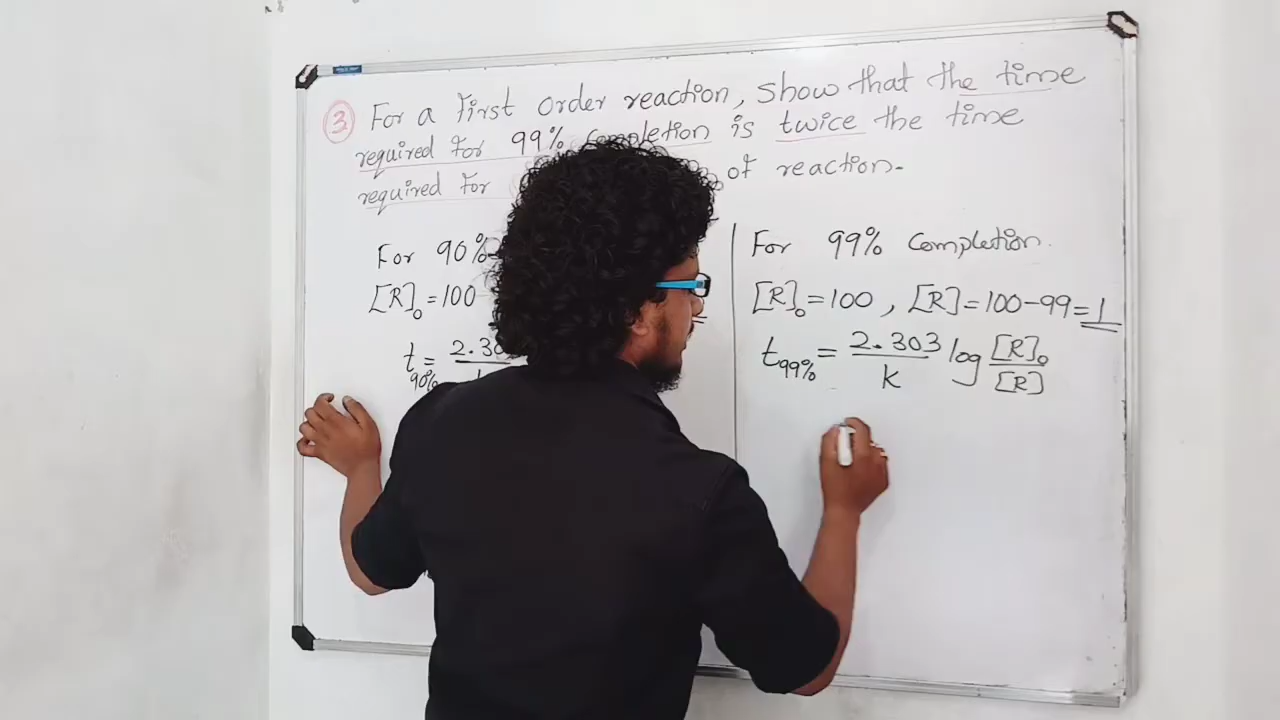 3 For a First order reaction, show that the time
required for 99% completion is twice the time
required for of reaction.
For 90%
[R]₀ = 100
t90% = 2.30
For 99% completion.
[R]₀ = 100 , [R] = 100-99 = 1
t99% = 2.303/k log [R]₀/[R]